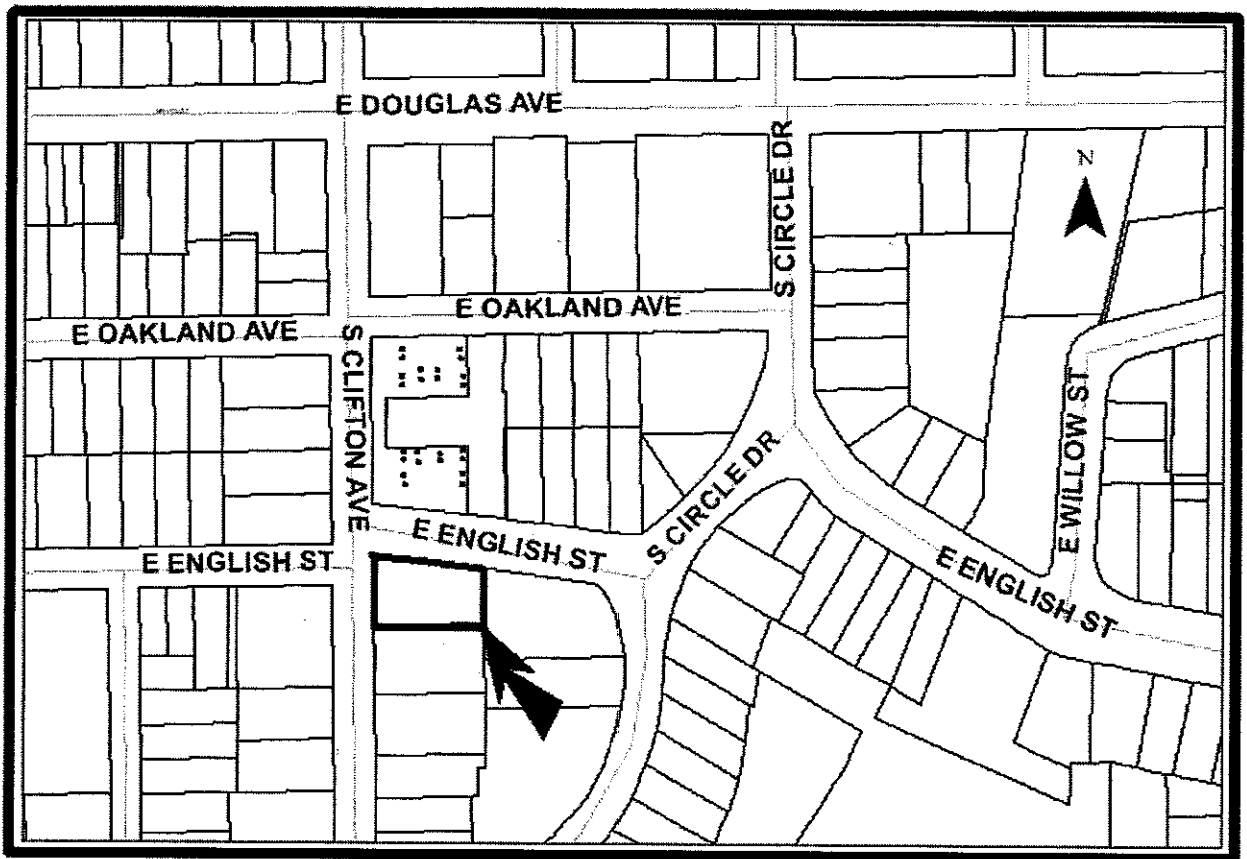 E DOUGLAS AVE
S CIRCLE DR
N
E OAKLAND AVE
E OAKLAND AVE
S CLIFTON AVE
E WILLOW ST
S CIRCLE DR
E ENGLISH ST
E ENGLISH ST
E ENGLISH ST